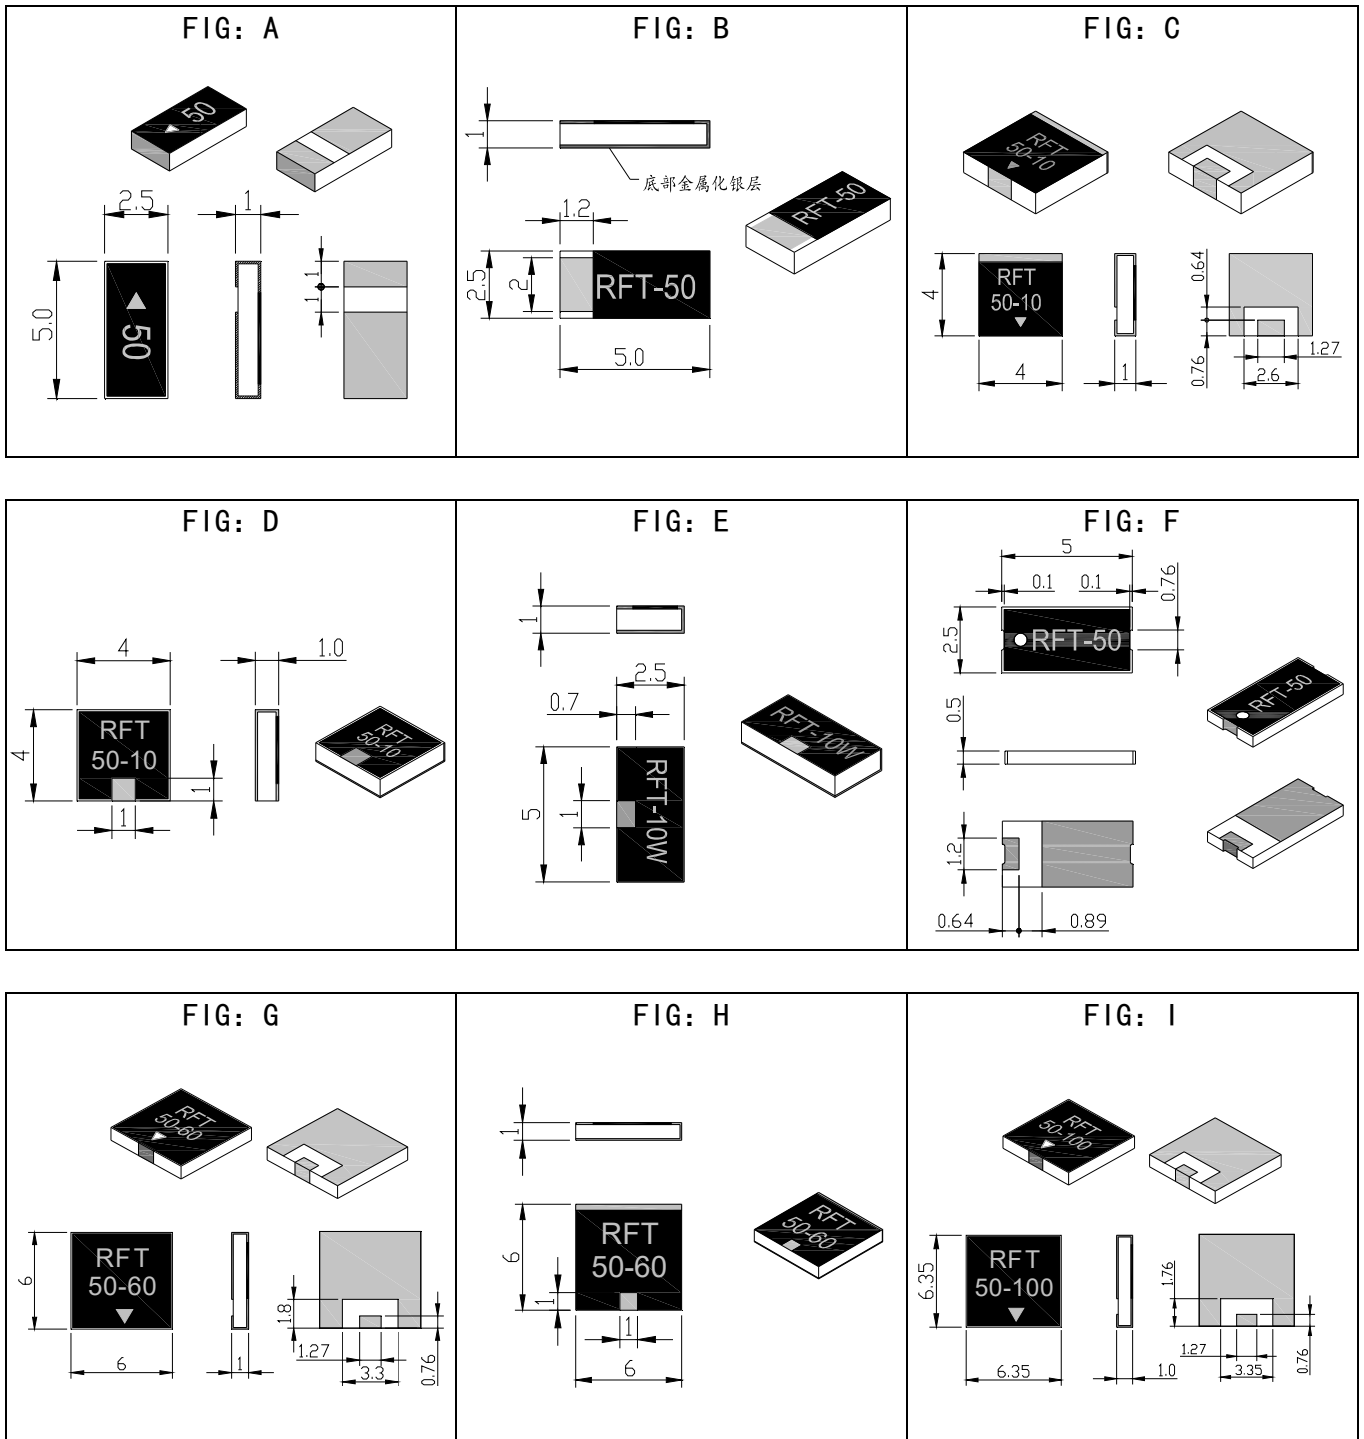 FIG: A
50
2.5
1
5.0
50
1
1
FIG: B
1
底部金属化银层
RFT-50
1.2
2.5
2
RFT-50
5.0
FIG: C
RFT
50-10
4
RFT
50-10
4
1
0.64
0.76
1.27
2.6
FIG: D
4
1.0
4
RFT
50-10
1
1
RFT
50-10
FIG: E
1
2.5
0.7
5
1
RFT-10W
RFT-10W
FIG: F
5
0.1
0.1
0.76
2.5
RFT-50
RFT-50
0.5
1.2
0.64
0.89
FIG: G
RFT
50-60
6
RFT
50-60
6
1
1.8
1.27
3.3
0.76
FIG: H
1
6
RFT
50-60
1
1
6
RFT
50-60
FIG: I
RFT
50-100
6.35
RFT
50-100
6.35
1.0
1.76
1.27
3.35
0.76